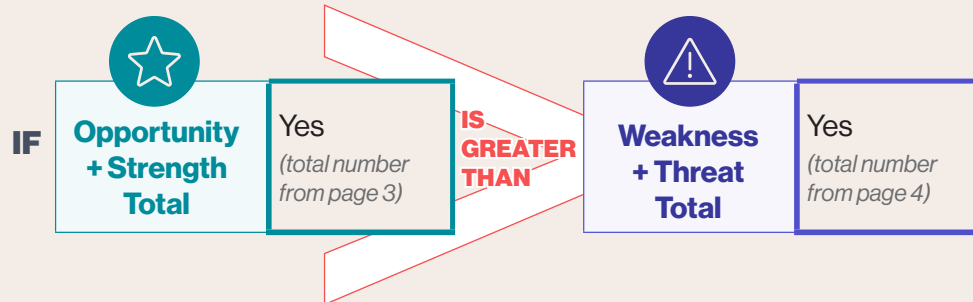 IF
Opportunity
+ Strength
Total
Yes
(total number
from page 3)
IS
GREATER
THAN
Weakness
+ Threat
Total
Yes
(total number
from page 4)